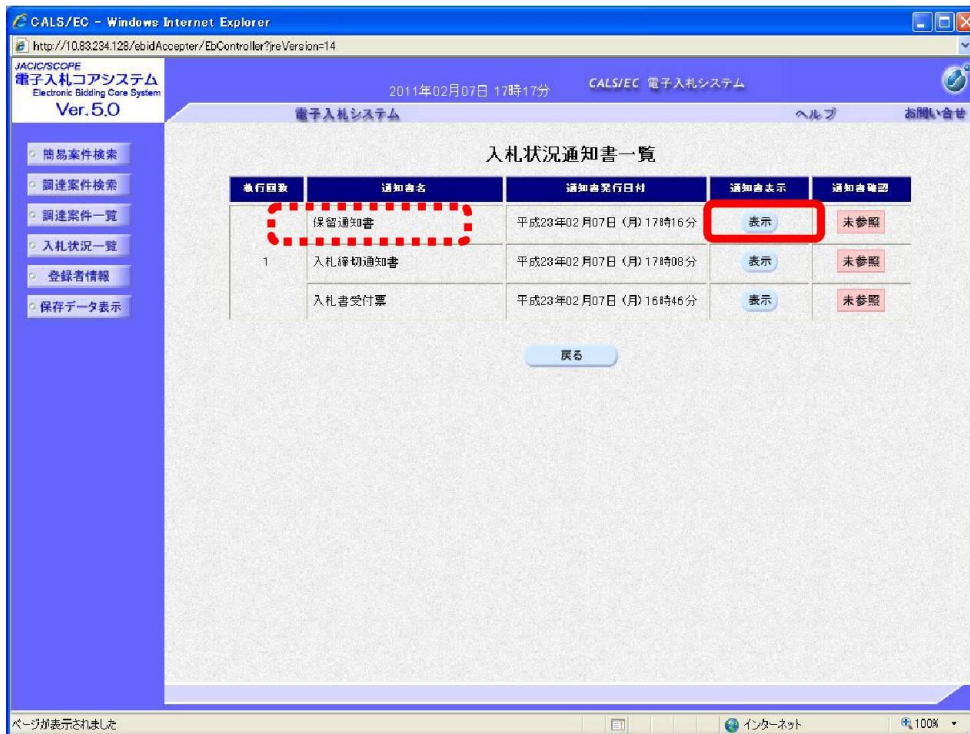 CALS/EC - Windows Internet Explorer
http://10.83.234.128/ebidAccepter/EbController?jreVersion=14
JACIC/SCOPE
電子入札コアシステム
Electronic Bidding Core System
Ver.5.0
2011年02月07日 17時17分
CALS/EC 電子入札システム
電子入札システム
ヘルプ
お問い合せ
簡易案件検索
調達案件検索
調達案件一覧
入札状況一覧
登録者情報
保存データ表示
入札状況通知書一覧
執行回数 通知書名 通知書発行日付 通知書表示 通知書確認
保留通知書 平成23年02月07日(月)17時16分 表示 未参照
1 入札締切通知書 平成23年02月07日(月)17時08分 表示 未参照
入札書受付票 平成23年02月07日(月)16時46分 表示 未参照
戻る
ページが表示されました
インターネット
100%